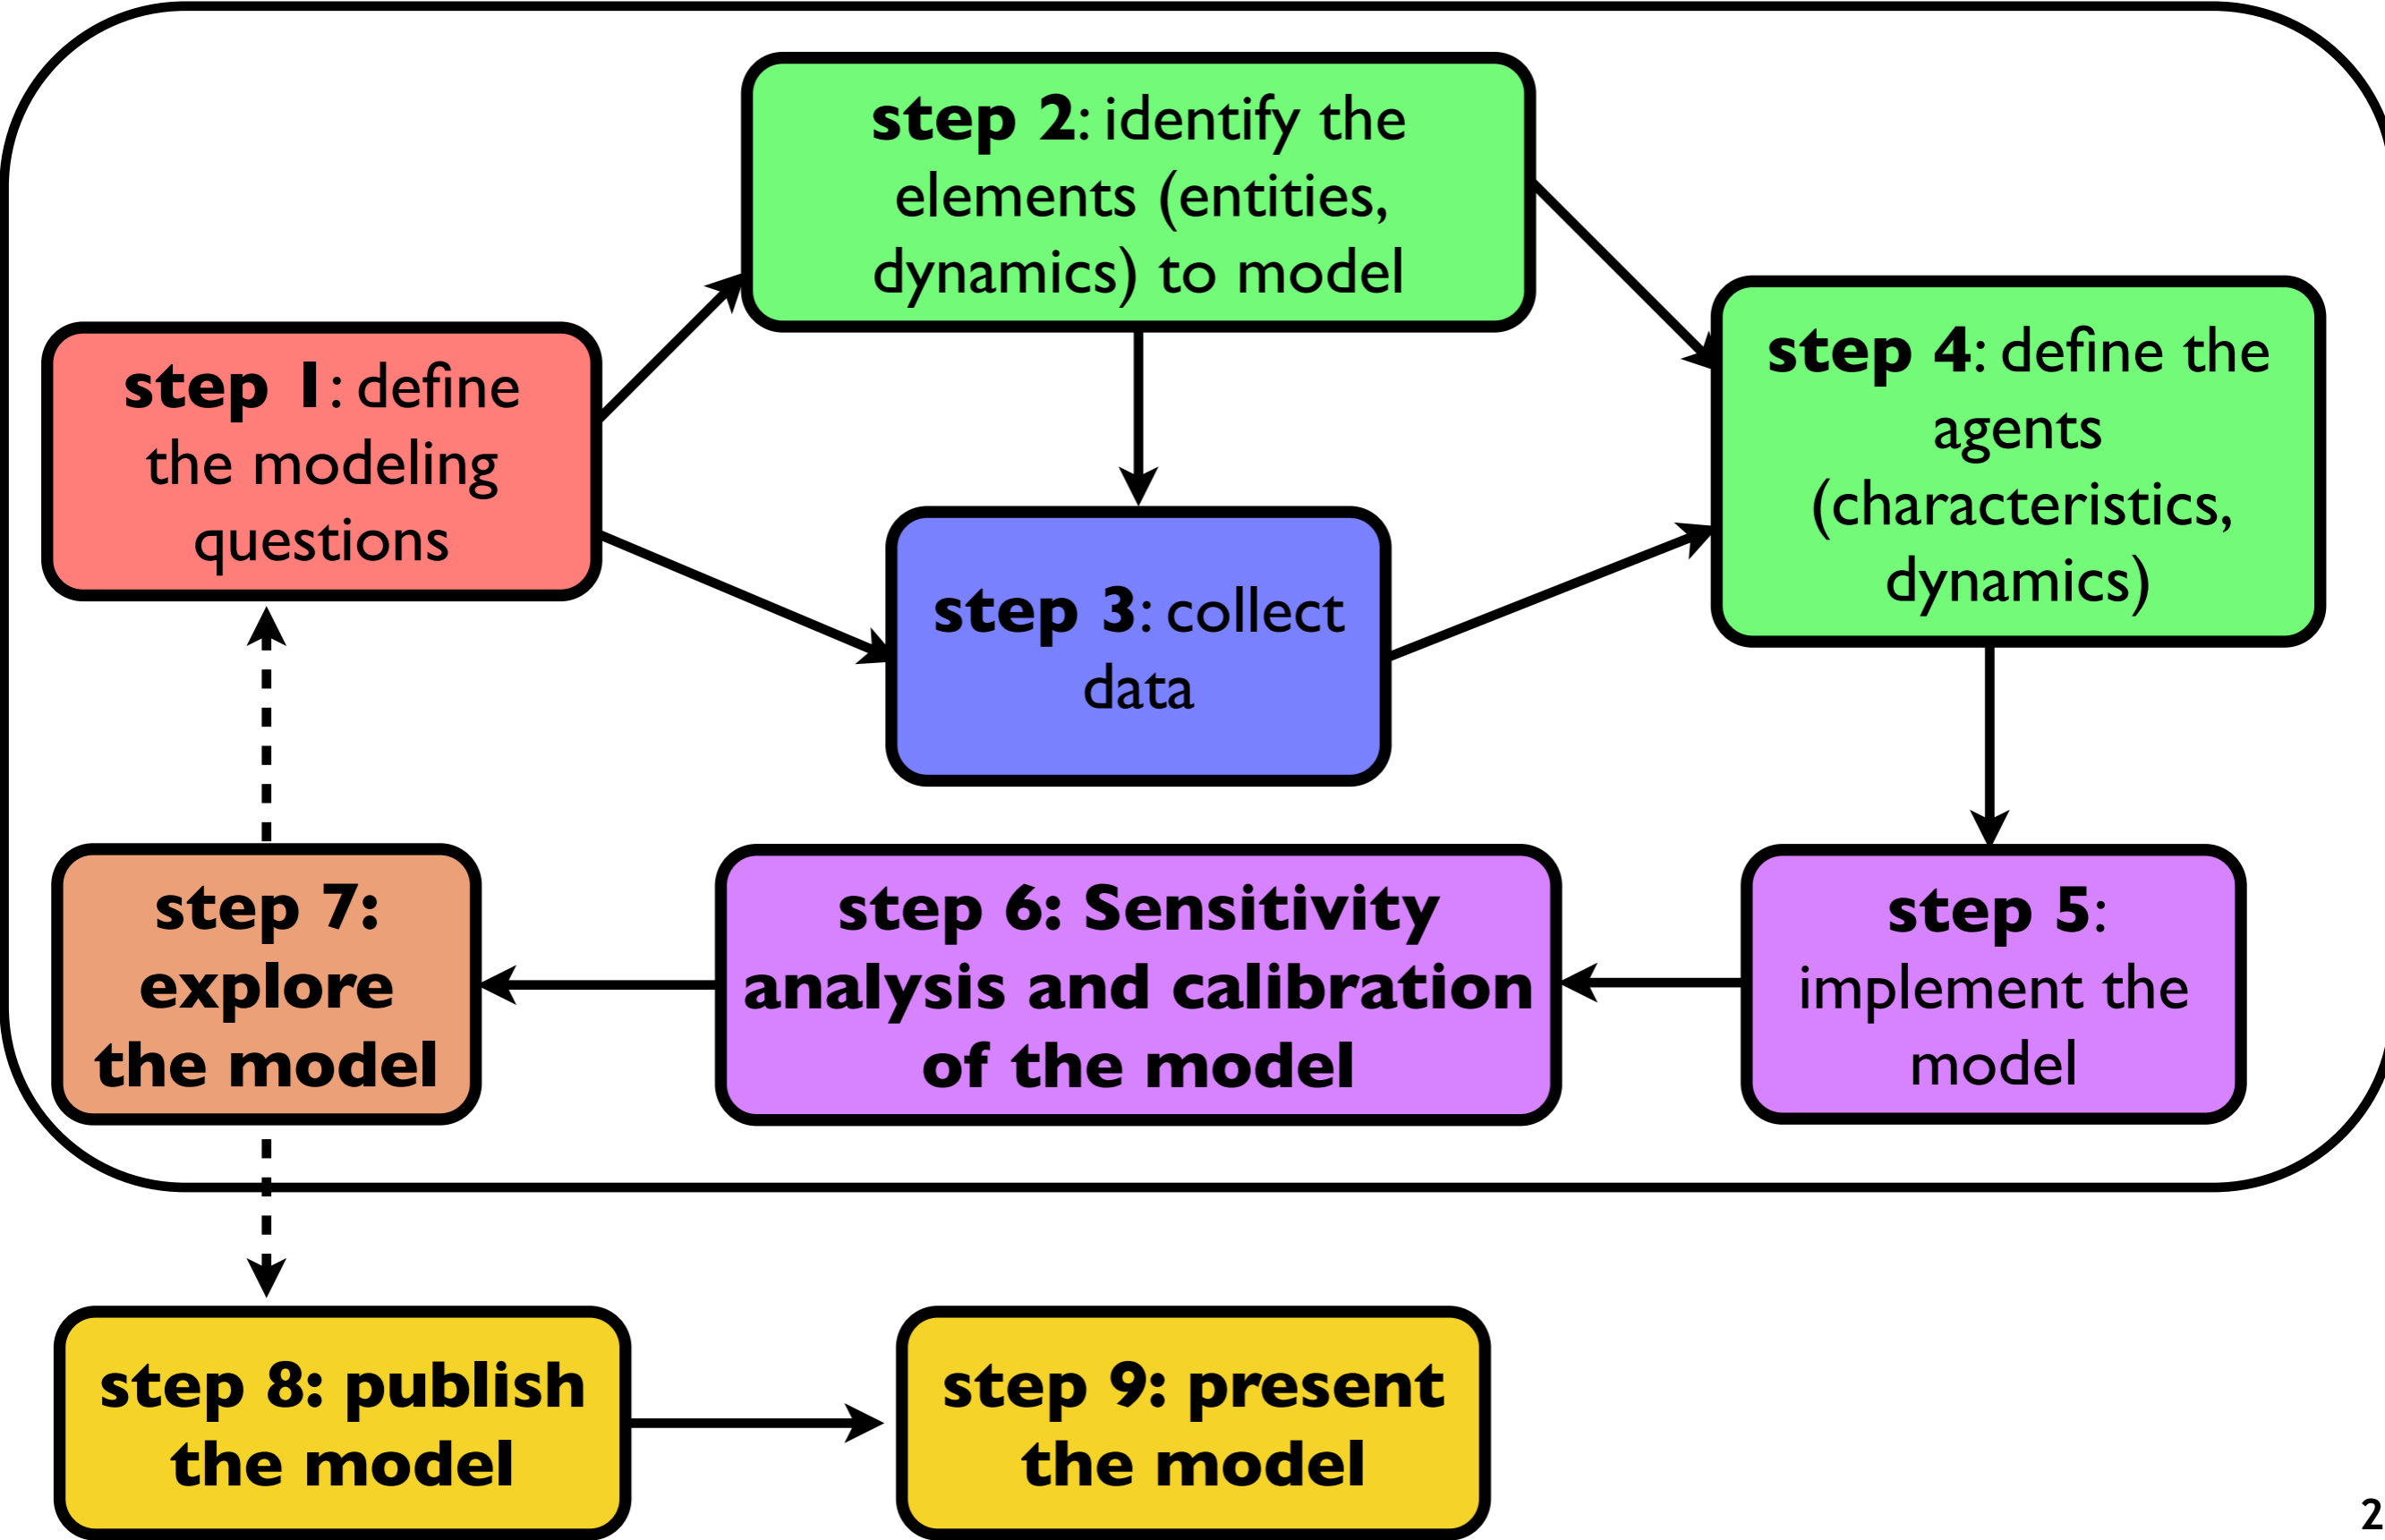 step 1: define
the modeling
questions
step 2: identify the
elements (entities,
dynamics) to model
step 3: collect
data
step 4: define the
agents
(characteristics,
dynamics)
step 5:
implement the
model
step 6: Sensitivity
analysis and calibration
of the model
step 7:
explore
the model
step 8: publish
the model
step 9: present
the model
2